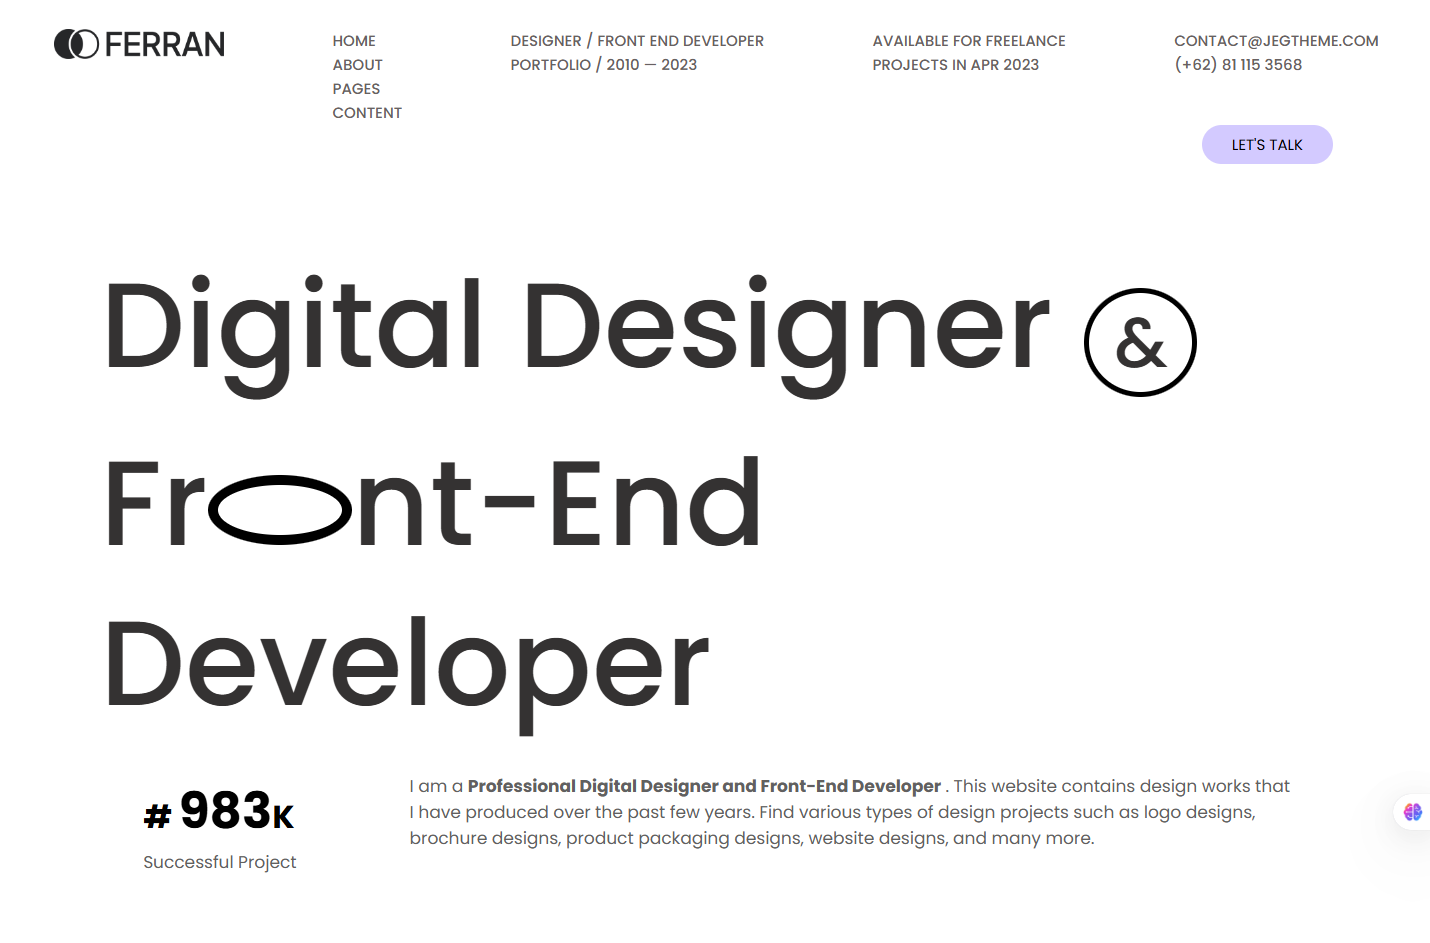 FERRAN
HOME
ABOUT
PAGES
CONTENT
DESIGNER / FRONT END DEVELOPER
PORTFOLIO / 2010 — 2023
AVAILABLE FOR FREELANCE
PROJECTS IN APR 2023
CONTACT@JEGTHEME.COM
(+62) 81 115 3568
LET'S TALK
Digital Designer &
Front-End
Developer
# 983K
Successful Project
I am a Professional Digital Designer and Front-End Developer . This website contains design works that
I have produced over the past few years. Find various types of design projects such as logo designs,
brochure designs, product packaging designs, website designs, and many more.